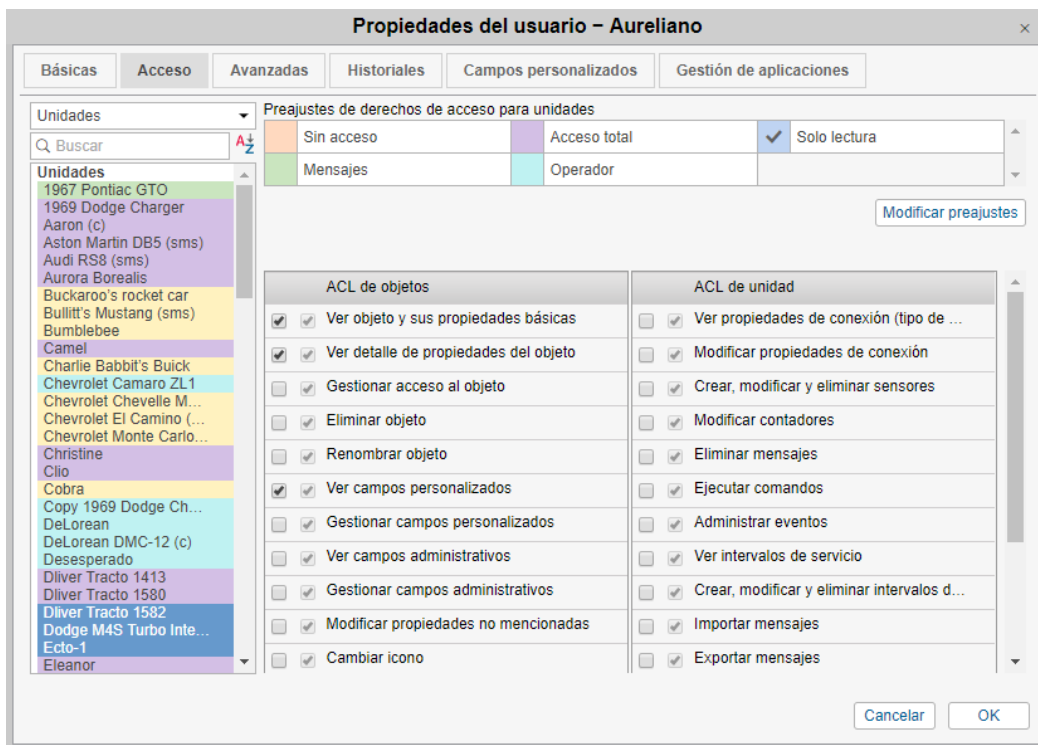 Propiedades del usuario – Aureliano
Básicas
Acceso
Avanzadas
Historiales
Campos personalizados
Gestión de aplicaciones
Unidades
Buscar
Unidades
1967 Pontiac GTO
1969 Dodge Charger
Aaron (c)
Aston Martin DB5 (sms)
Audi RS8 (sms)
Aurora Borealis
Buckaroo's rocket car
Bullitt's Mustang (sms)
Bumblebee
Camel
Charlie Babbit's Buick
Chevrolet Camaro ZL1
Chevrolet Chevelle M...
Chevrolet El Camino (...
Chevrolet Monte Carlo...
Christine
Clio
Cobra
Copy 1969 Dodge Ch...
DeLorean
DeLorean DMC-12 (c)
Desesperado
Dliver Tracto 1413
Dliver Tracto 1580
Dliver Tracto 1582
Dodge M4S Turbo Inte...
Ecto-1
Eleanor
Preajustes de derechos de acceso para unidades
Sin acceso
Acceso total
Solo lectura
Mensajes
Operador
Modificar preajustes
ACL de objetos
Ver objeto y sus propiedades básicas
Ver detalle de propiedades del objeto
Gestionar acceso al objeto
Eliminar objeto
Renombrar objeto
Ver campos personalizados
Gestionar campos personalizados
Ver campos administrativos
Gestionar campos administrativos
Modificar propiedades no mencionadas
Cambiar icono
ACL de unidad
Ver propiedades de conexión (tipo de ...
Modificar propiedades de conexión
Crear, modificar y eliminar sensores
Modificar contadores
Eliminar mensajes
Ejecutar comandos
Administrar eventos
Ver intervalos de servicio
Crear, modificar y eliminar intervalos d...
Importar mensajes
Exportar mensajes
Cancelar
OK